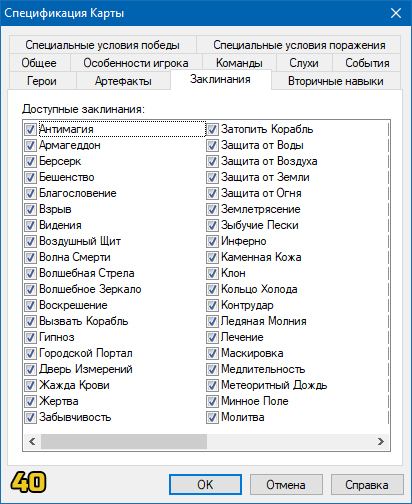 Спецификация Карты
Специальные условия победы Специальные условия поражения
Общее Особенности игрока Команды Слухи События
Герои Артефакты Заклинания Вторичные навыки
Доступные заклинания:
Антимагия Затопить Корабль
Армагеддон Защита от Воды
Берсерк Защита от Воздуха
Бешенство Защита от Земли
Благословение Защита от Огня
Взрыв Землетрясение
Видения Зыбучие Пески
Воздушный Щит Инферно
Волна Смерти Каменная Кожа
Волшебная Стрела Клон
Волшебное Зеркало Кольцо Холода
Воскрешение Контрудар
Вызвать Корабль Ледяная Молния
Гипноз Лечение
Городской Портал Маскировка
Дверь Измерений Медлительность
Жажда Крови Метеоритный Дождь
Жертва Минное Поле
Забывчивость Молитва
40 OK Отмена Справка